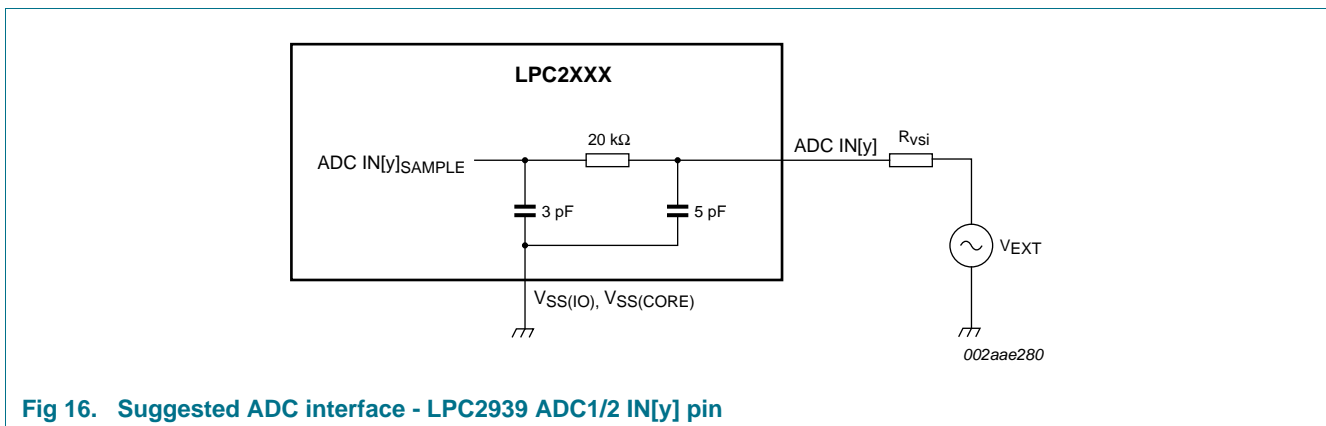 LPC2XXX
20 kΩ
ADC IN[y]
Rvsi
ADC IN[y]SAMPLE
3 pF
5 pF
VEXT
VSS(IO), VSS(CORE)
002aae280
Fig 16. Suggested ADC interface - LPC2939 ADC1/2 IN[y] pin